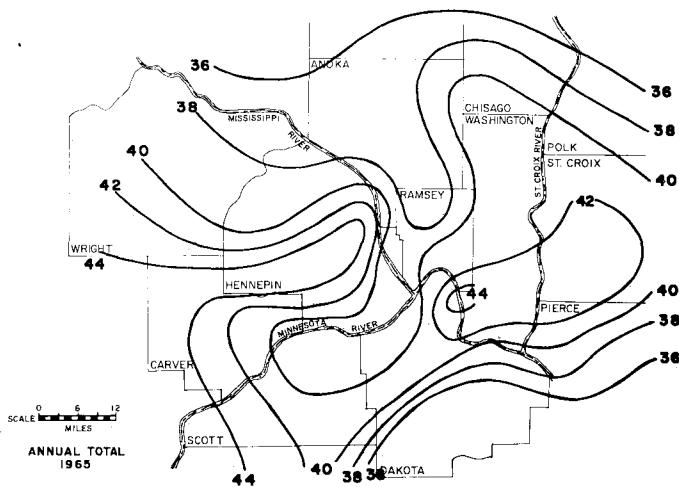 36
ANOKA
36
38
MISSISSIPPI
RIVER
CHISAGO
WASHINGTON
38
ST. CROIX RIVER
POLK
ST. CROIX
40
40
42
RAMSEY
42
WRIGHT
44
HENNEPIN
44
40
PIERCE
38
MINNESOTA
RIVER
36
CARVER
SCALE
0 6 12
MILES
ANNUAL TOTAL
1965
SCOTT
44
40
38
36
DAKOTA